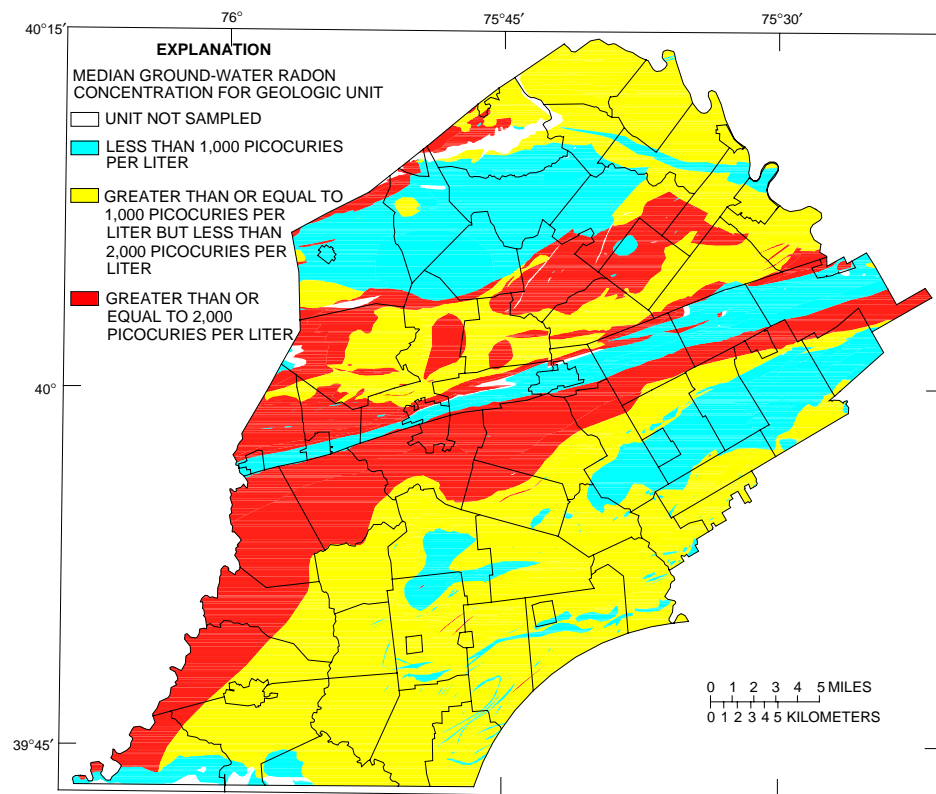 76° 75°45′ 75°30′
40°15′
EXPLANATION
MEDIAN GROUND-WATER RADON
CONCENTRATION FOR GEOLOGIC UNIT
UNIT NOT SAMPLED
LESS THAN 1,000 PICOCURIES
PER LITER
GREATER THAN OR EQUAL TO
1,000 PICOCURIES PER
LITER BUT LESS THAN
2,000 PICOCURIES PER
LITER
GREATER THAN OR
EQUAL TO 2,000
PICOCURIES PER LITER
40°
0 1 2 3 4 5 MILES
0 1 2 3 4 5 KILOMETERS
39°45′